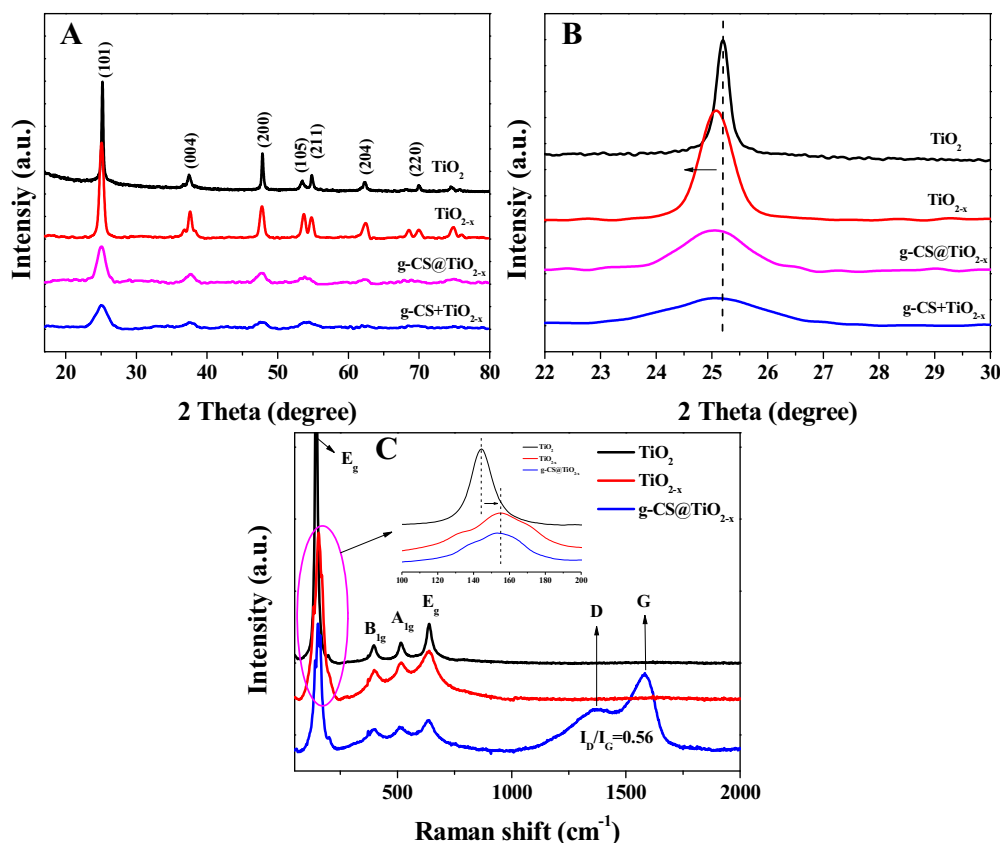 A
(101)
(004)
(200)
(105)
(211)
(204)
(220)
TiO2
TiO2-x
g-CS@TiO2-x
g-CS+TiO2-x
Intensiy (a.u.)
20 30 40 50 60 70 80
2 Theta (degree)
B
TiO2
TiO2-x
g-CS@TiO2-x
g-CS+TiO2-x
Intensiy (a.u.)
22 23 24 25 26 27 28 29 30
2 Theta (degree)
C
Eg
TiO2
TiO2-x
g-CS@TiO2-x
100 120 140 160 180 200
TiO2
TiO2-x
g-CS@TiO2-x
B1g
A1g
Eg
D
G
ID/IG=0.56
Intensity (a.u.)
500 1000 1500 2000
Raman shift (cm-1)